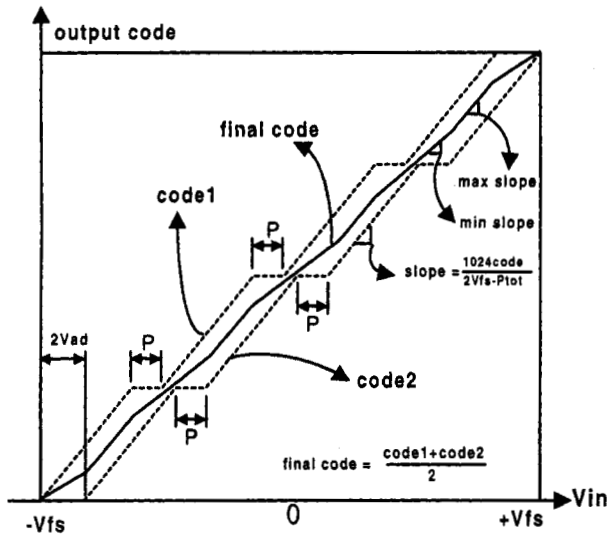 output code
final code
code1
max slope
min slope
P
slope = 1024code / 2Vfs-Ptot
P
2Vad
P
code2
P
final code = code1+code2 / 2
Vin
-Vfs
0
+Vfs